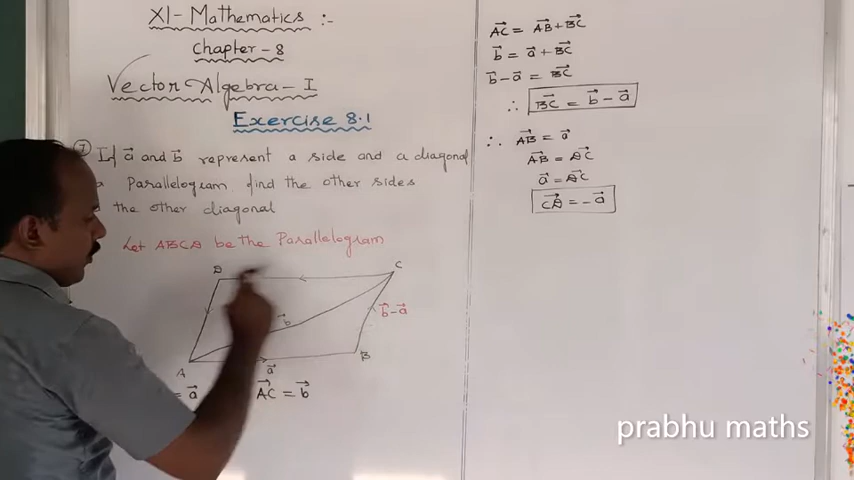 XI - Mathematics :-
Chapter - 8
Vector Algebra - I
Exercise 8.1
7 If a⃗ and b⃗ represent a side and a diagonal
a Parallelogram, find the other sides
the other diagonal
Let ABCD be the Parallelogram
D
C
b⃗
b⃗ - a⃗
A
a⃗
B
= a⃗
AC⃗ = b⃗
AC⃗ = AB⃗ + BC⃗
b⃗ = a⃗ + BC⃗
b⃗ - a⃗ = BC⃗
∴ BC⃗ = b⃗ - a⃗
∴ AB⃗ = a⃗
AB⃗ = DC⃗
a⃗ = DC⃗
CD⃗ = - a⃗
prabhu maths